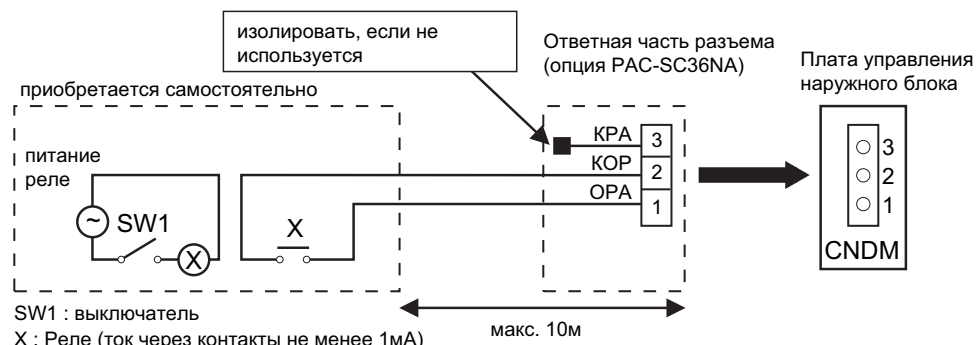 изолировать, если не
используется
Ответная часть разъема
(опция PAC-SC36NA)
Плата управления
наружного блока
приобретается самостоятельно
питание
реле
~
SW1
X
X
КРА
КОР
ОРА
3
2
1
3
2
1
CNDM
макс. 10м
SW1 : выключатель
X : Реле (ток через контакты не менее 1мА)